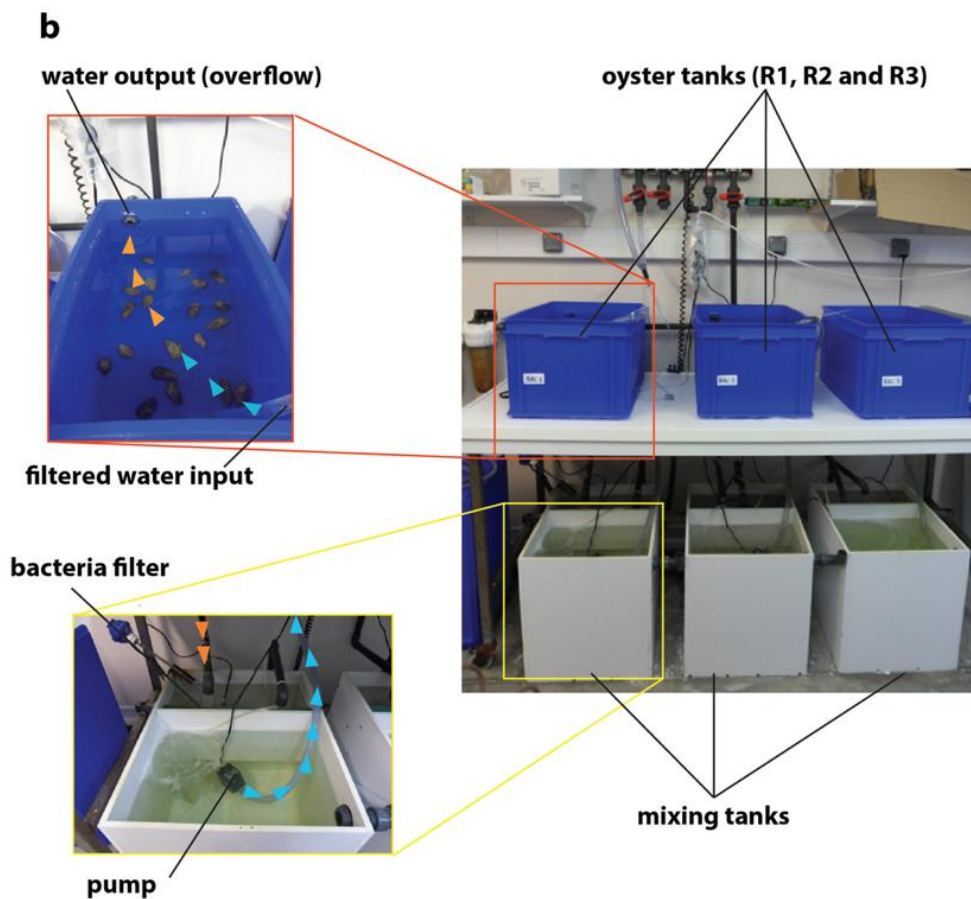 b
water output (overflow)
oyster tanks (R1, R2 and R3)
filtered water input
bacteria filter
mixing tanks
pump